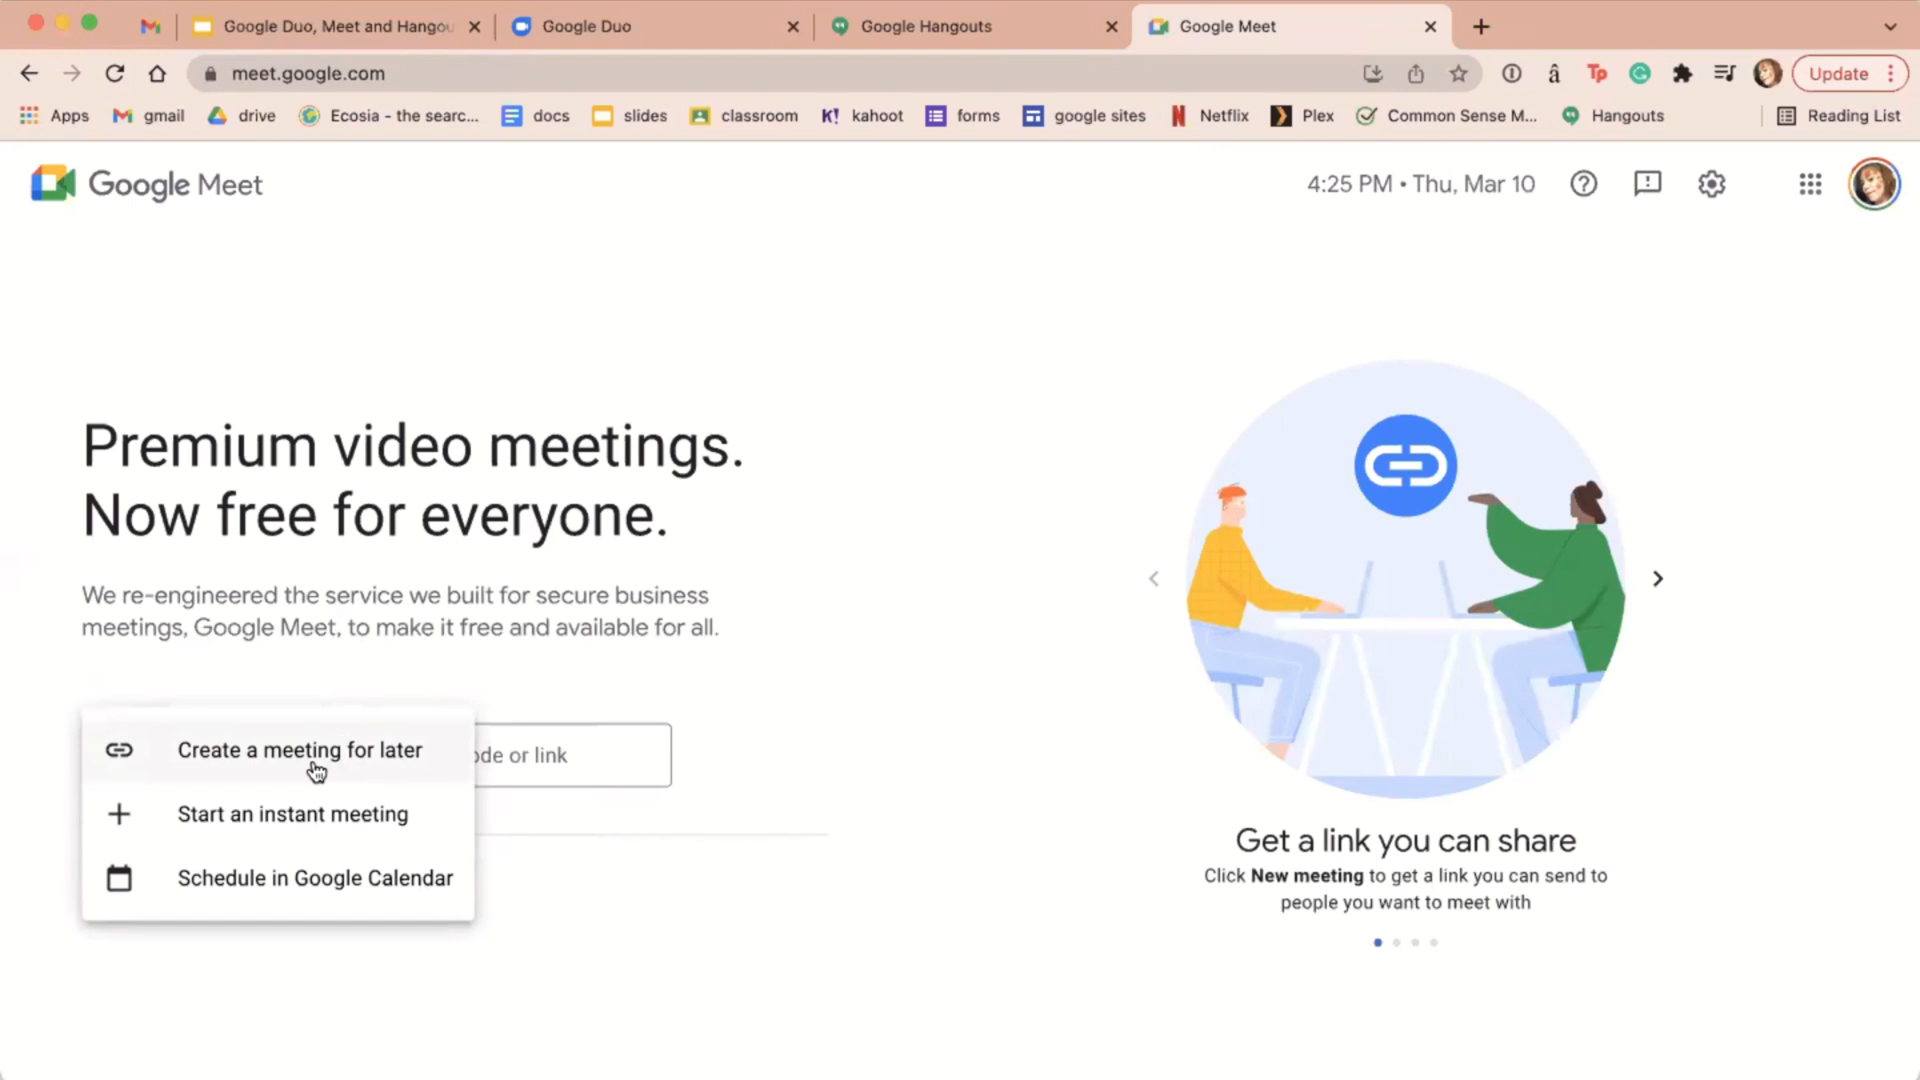 Google Duo, Meet and Hangou
Google Duo
Google Hangouts
Google Meet
meet.google.com
â
Tp
Update
Apps
gmail
drive
Ecosia - the searc...
docs
slides
classroom
K! kahoot
forms
google sites
Netflix
Plex
Common Sense M...
Hangouts
Reading List
Google Meet
4:25 PM • Thu, Mar 10
Premium video meetings.
Now free for everyone.
We re-engineered the service we built for secure business
meetings, Google Meet, to make it free and available for all.
Create a meeting for later
ode or link
Start an instant meeting
Schedule in Google Calendar
Get a link you can share
Click New meeting to get a link you can send to
people you want to meet with